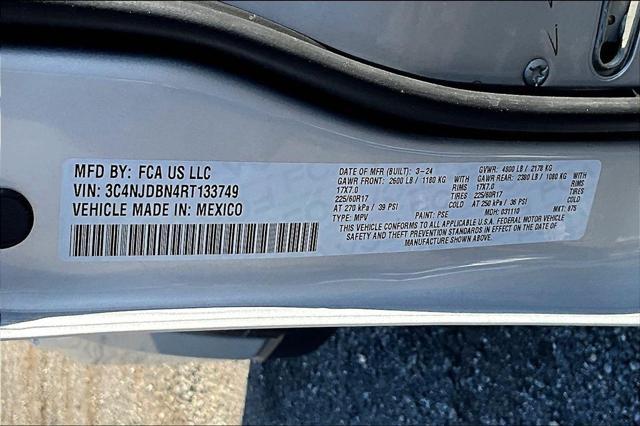 MFD BY: FCA US LLC
VIN: 3C4NJDBN4RT133749
VEHICLE MADE IN: MEXICO
DATE OF MFR (BUILT): 3-24 GVWR: 4800 LB / 2178 KG
GAWR FRONT: 2600 LB / 1180 KG GAWR REAR: 2380 LB / 1080 KG
17X7.0 RIMS 17X7.0 RIMS
225/60R17 TIRES 225/60R17 TIRES
AT 270 kPa / 39 PSI COLD AT 250 kPa / 36 PSI COLD
TYPE: MPV PAINT: PSE MDH: 031110 MKT: 875
THIS VEHICLE CONFORMS TO ALL APPLICABLE U.S.A. FEDERAL MOTOR VEHICLE
SAFETY AND THEFT PREVENTION STANDARDS IN EFFECT ON THE DATE OF
MANUFACTURE SHOWN ABOVE.